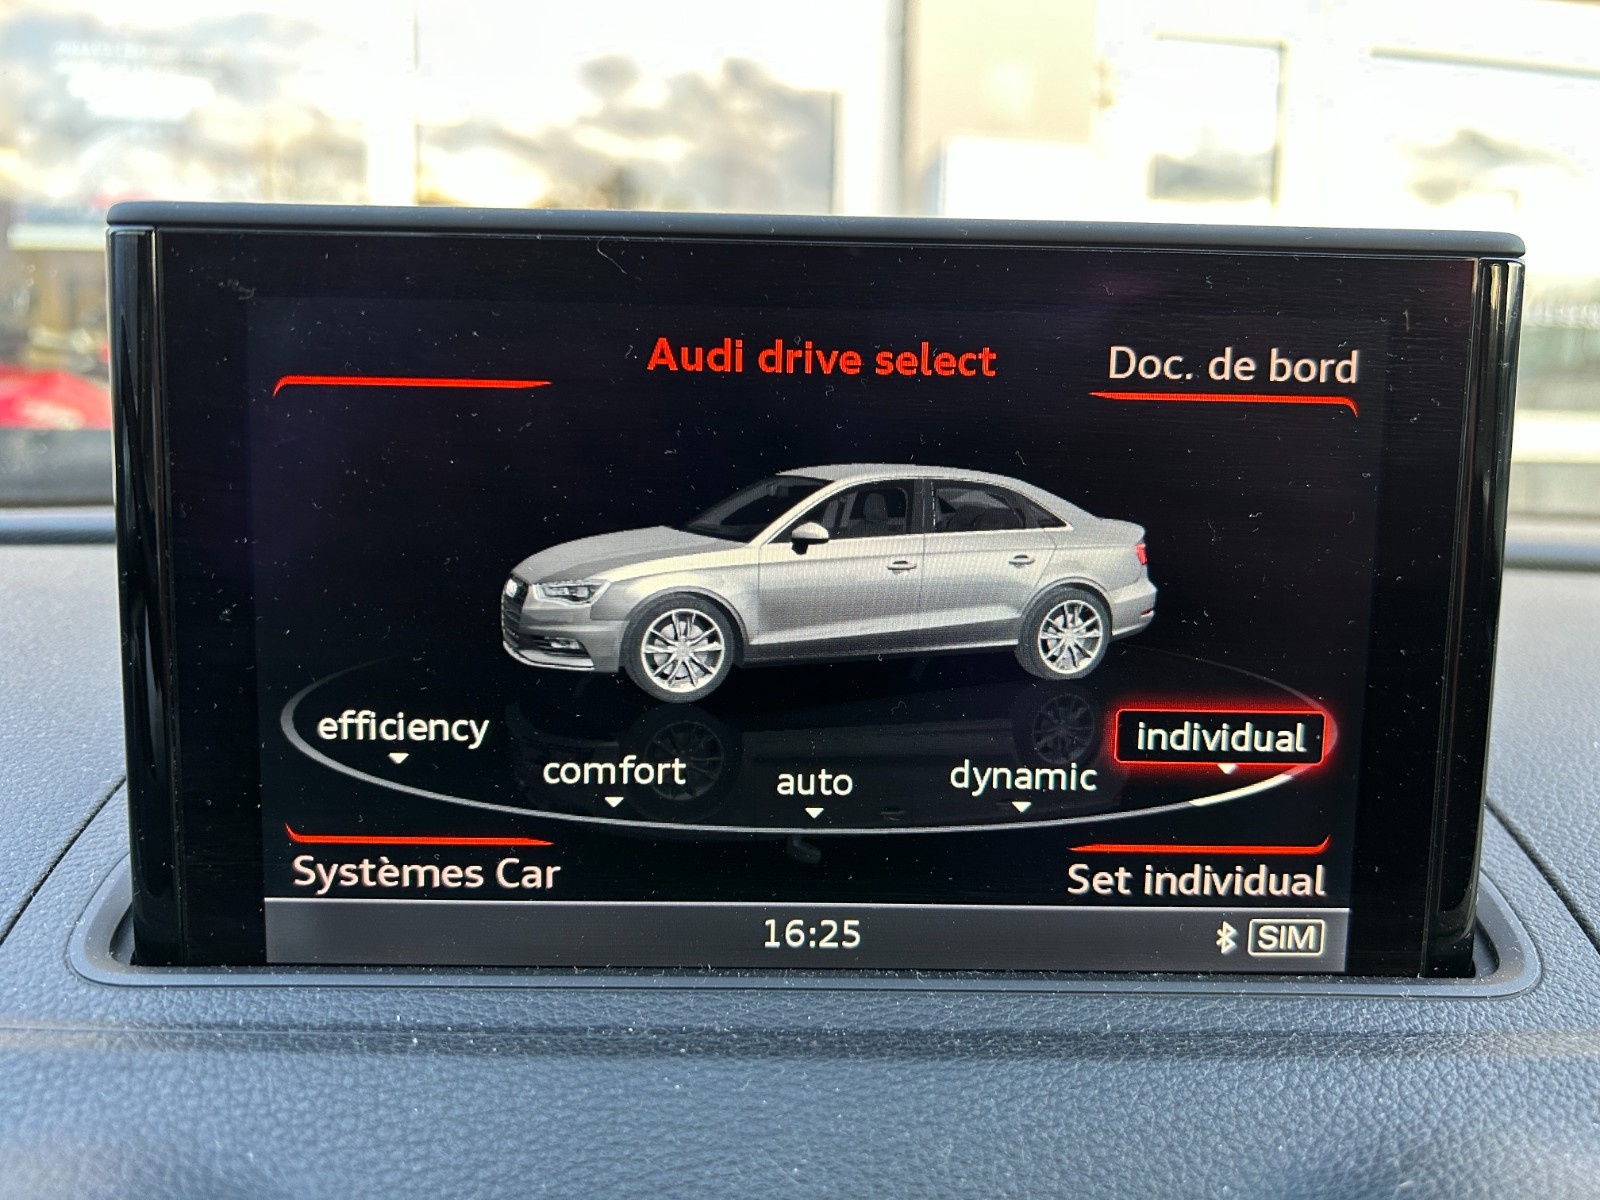 Audi drive select
Doc. de bord
efficiency
comfort
auto
dynamic
individual
Systèmes Car
Set individual
16:25
SIM